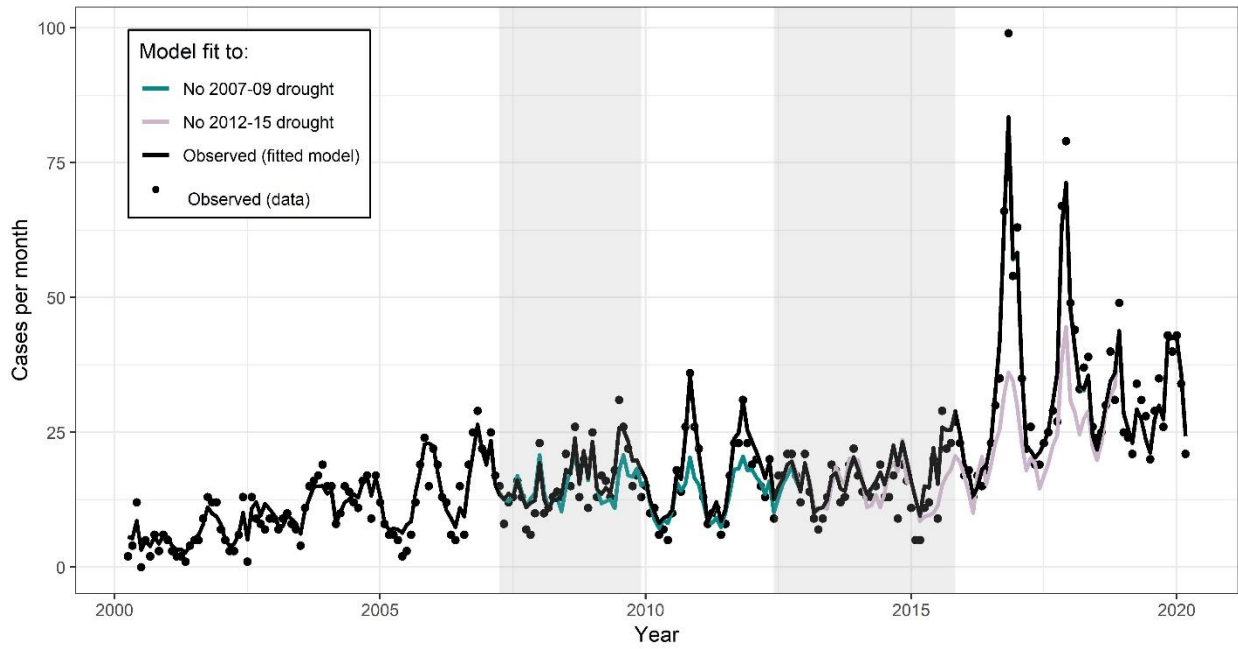 Model fit to:
No 2007-09 drought
No 2012-15 drought
Observed (fitted model)
Observed (data)
Cases per month
100
75
50
25
0
2000
2005
2010
2015
2020
Year